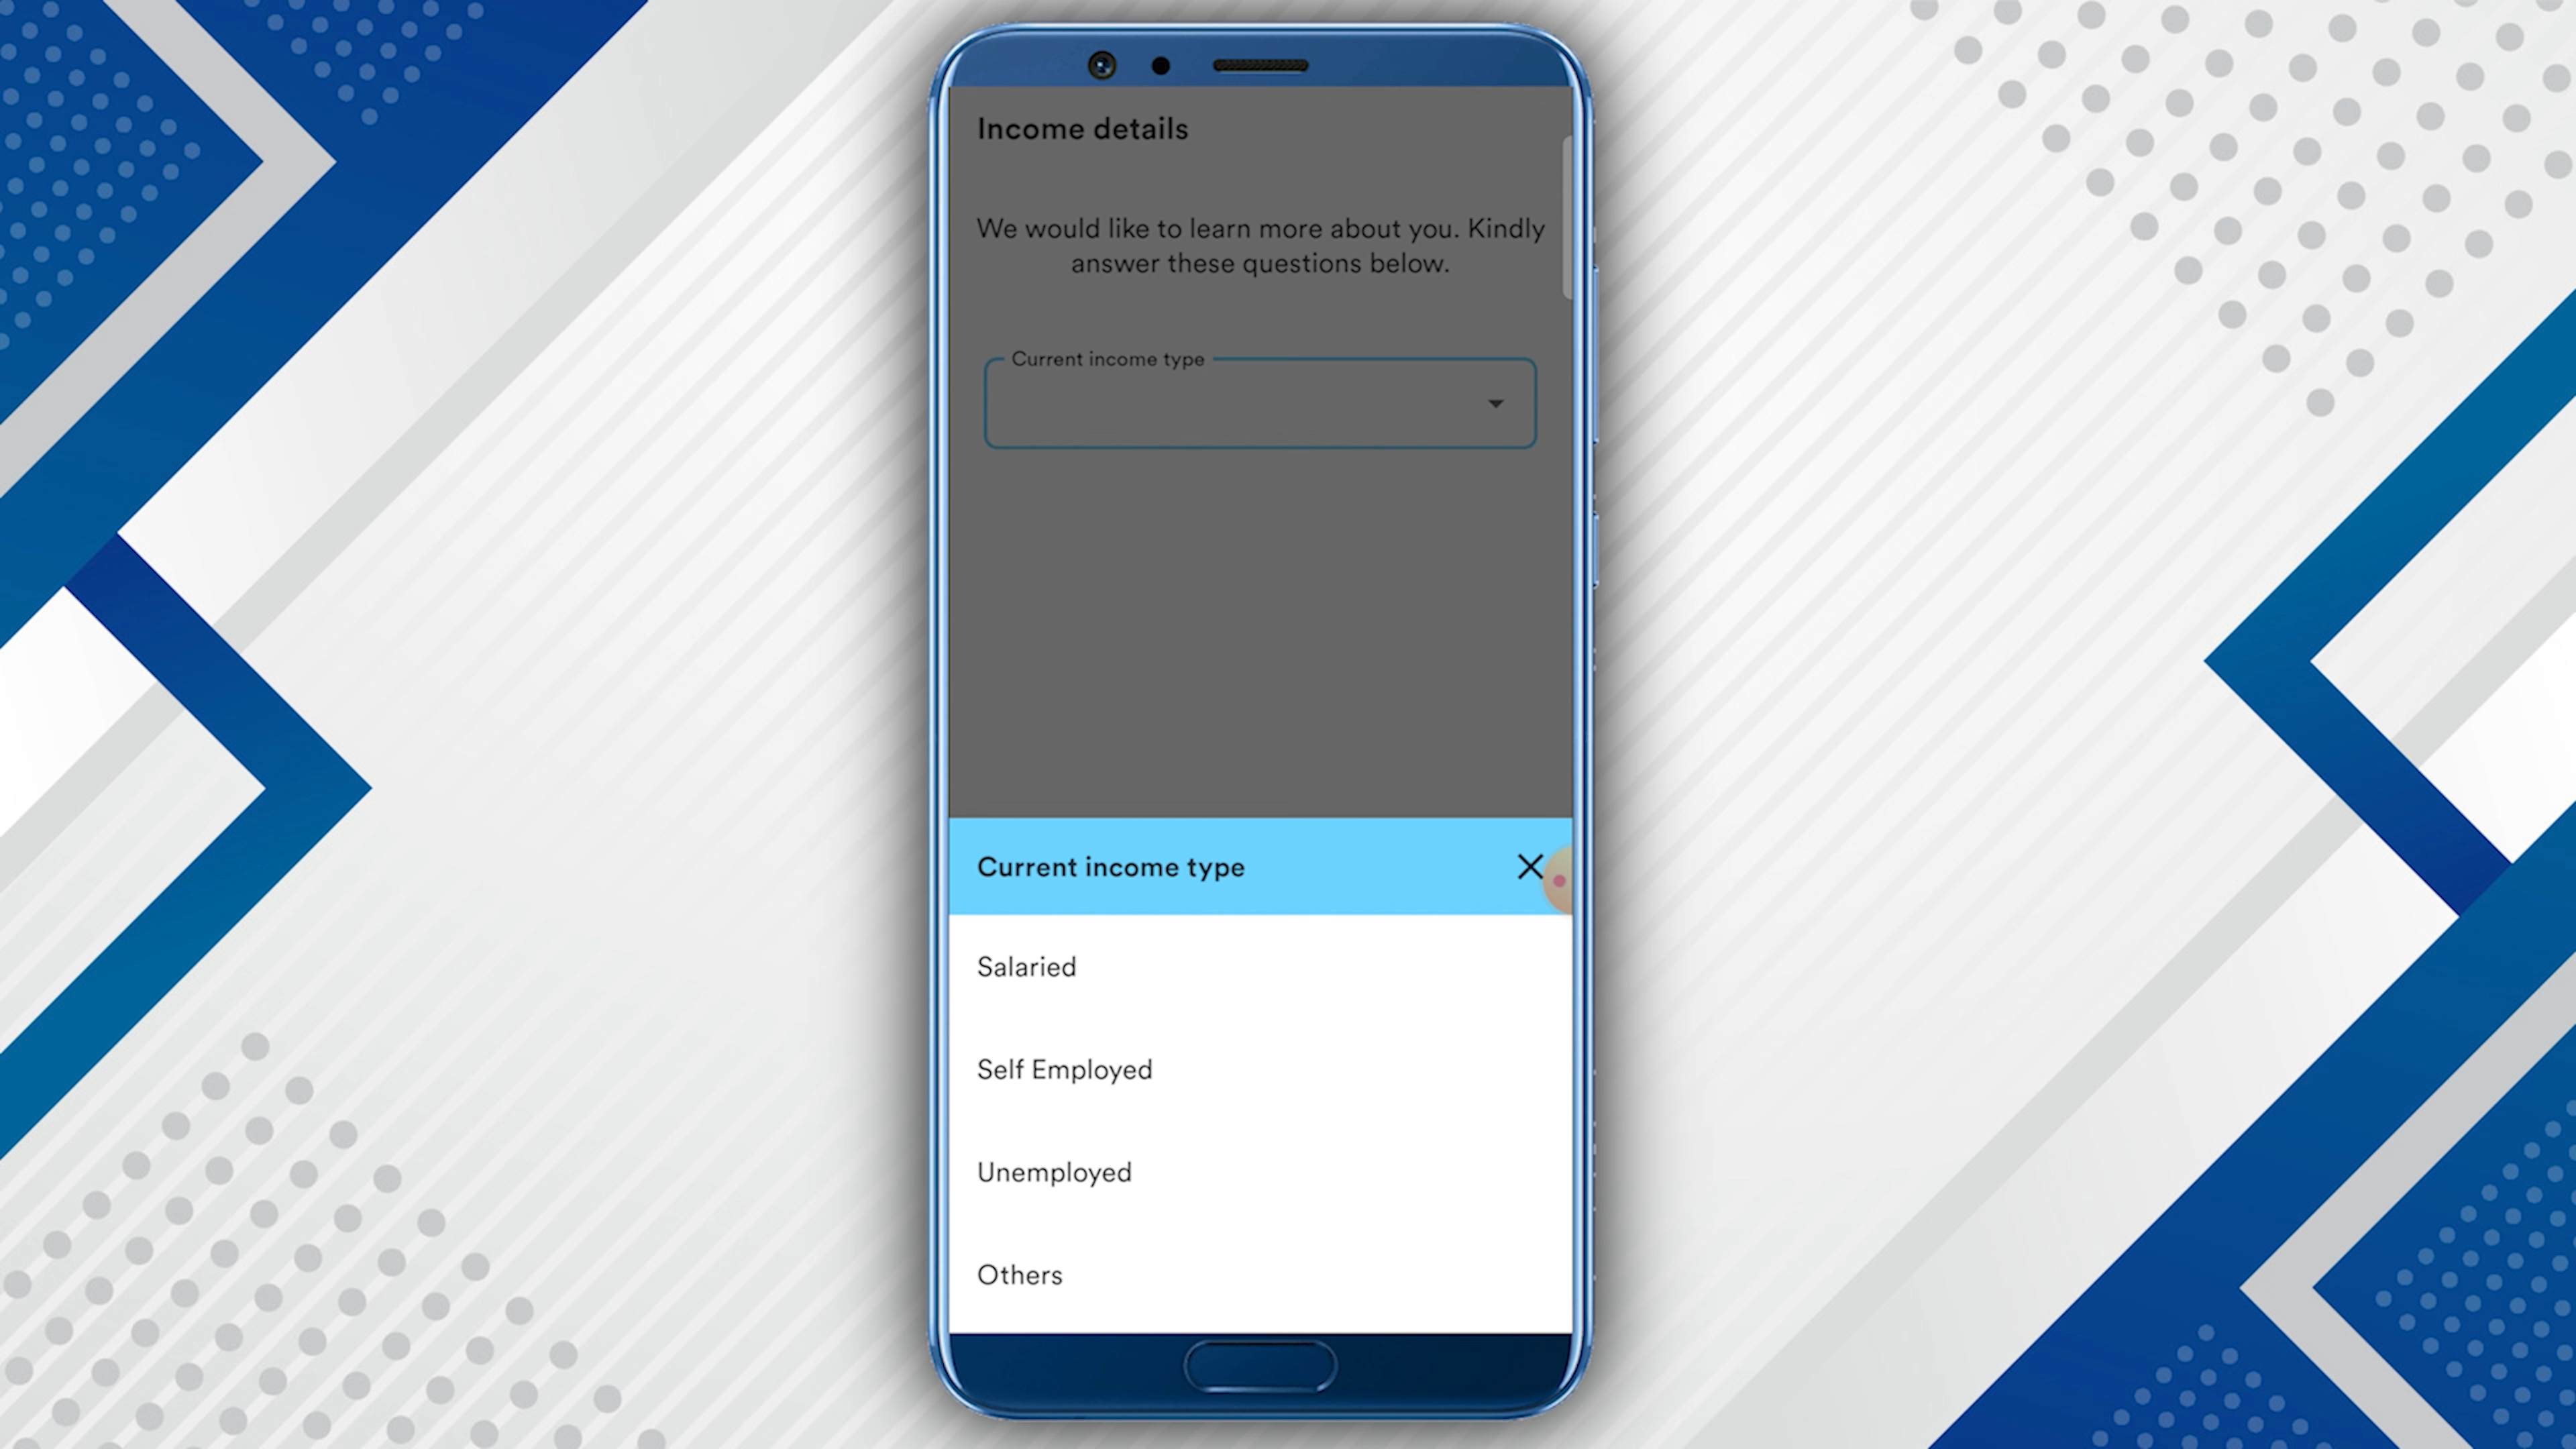 Income details
We would like to learn more about you. Kindly
answer these questions below.
Current income type
Current income type
Salaried
Self Employed
Unemployed
Others